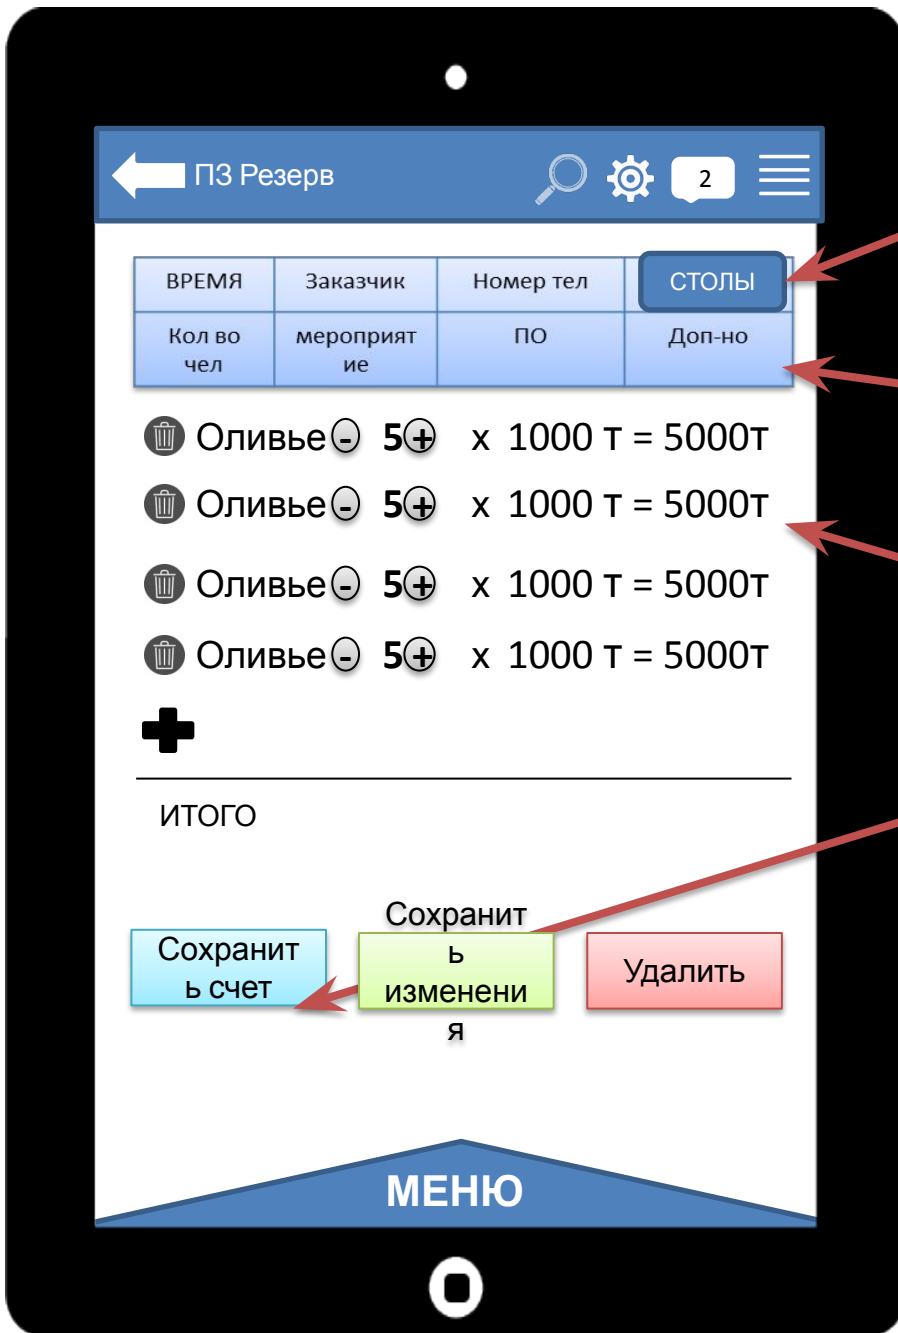 ПЗ Резерв
2
ВРЕМЯ Заказчик Номер тел СТОЛЫ
Кол во
чел
мероприят
ие
ПО
Доп-но
Оливье - 5 + х 1000 т = 5000т
Оливье - 5 + х 1000 т = 5000т
Оливье - 5 + х 1000 т = 5000т
Оливье - 5 + х 1000 т = 5000т
ИТОГО
Сохранит
ь счет
Сохранит
ь
изменени
я
Удалить
МЕНЮ